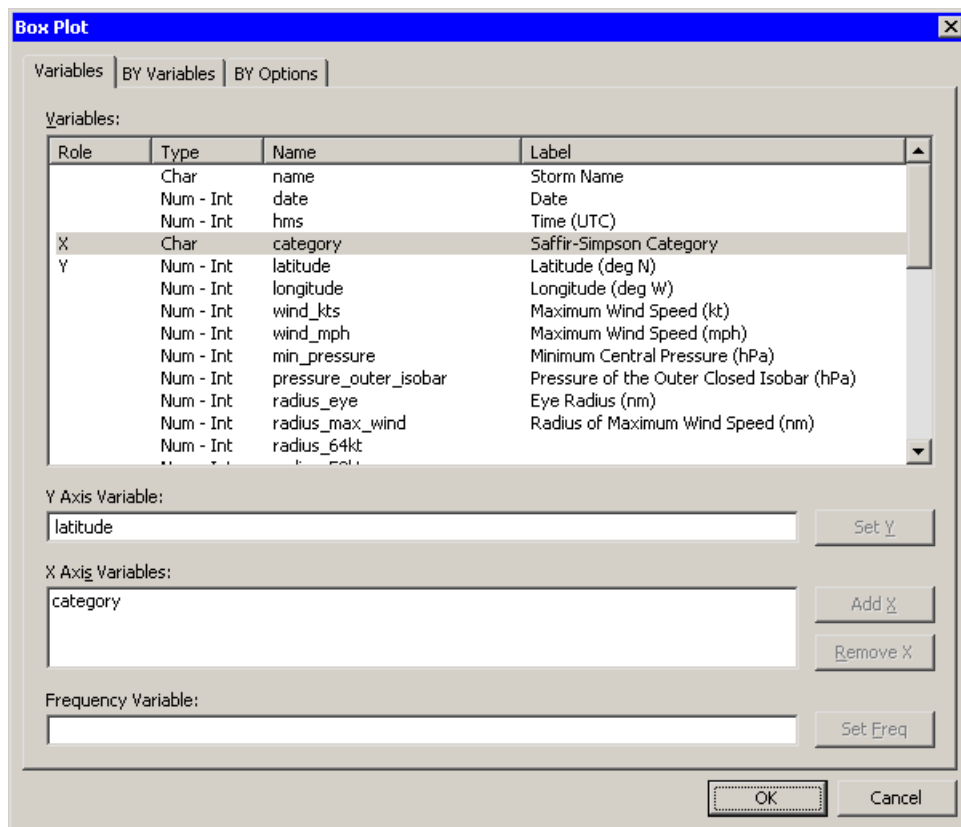 Box Plot
Variables BY Variables BY Options
Variables:
Role Type Name Label
Char name Storm Name
Num - Int date Date
Num - Int hms Time (UTC)
X Char category Saffir-Simpson Category
Y Num - Int latitude Latitude (deg N)
Num - Int longitude Longitude (deg W)
Num - Int wind_kts Maximum Wind Speed (kt)
Num - Int wind_mph Maximum Wind Speed (mph)
Num - Int min_pressure Minimum Central Pressure (hPa)
Num - Int pressure_outer_isobar Pressure of the Outer Closed Isobar (hPa)
Num - Int radius_eye Eye Radius (nm)
Num - Int radius_max_wind Radius of Maximum Wind Speed (nm)
Num - Int radius_64kt
Y Axis Variable:
latitude Set Y
X Axis Variables:
category Add X
Remove X
Frequency Variable:
Set Freq
OK Cancel